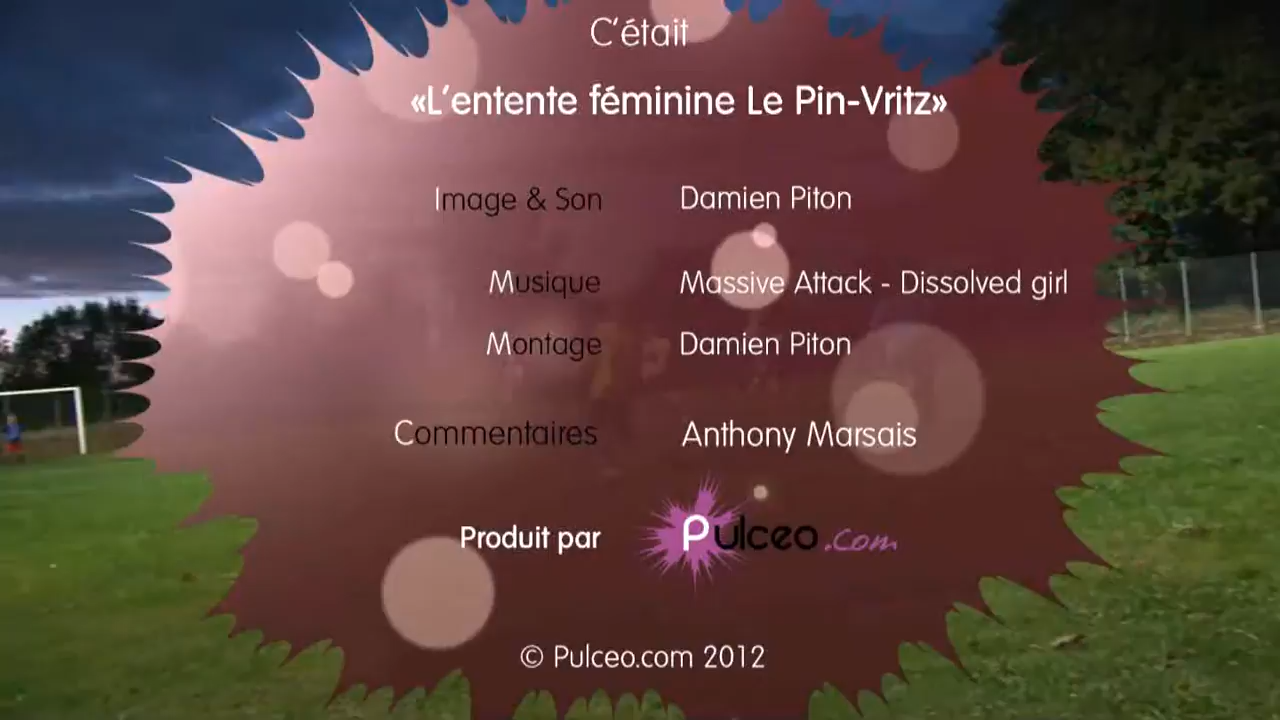 C'était
«L'entente féminine Le Pin-Vritz»
Image & Son Damien Piton
Musique Massive Attack - Dissolved girl
Montage Damien Piton
Commentaires Anthony Marsais
Produit par Pulceo.com
© Pulceo.com 2012